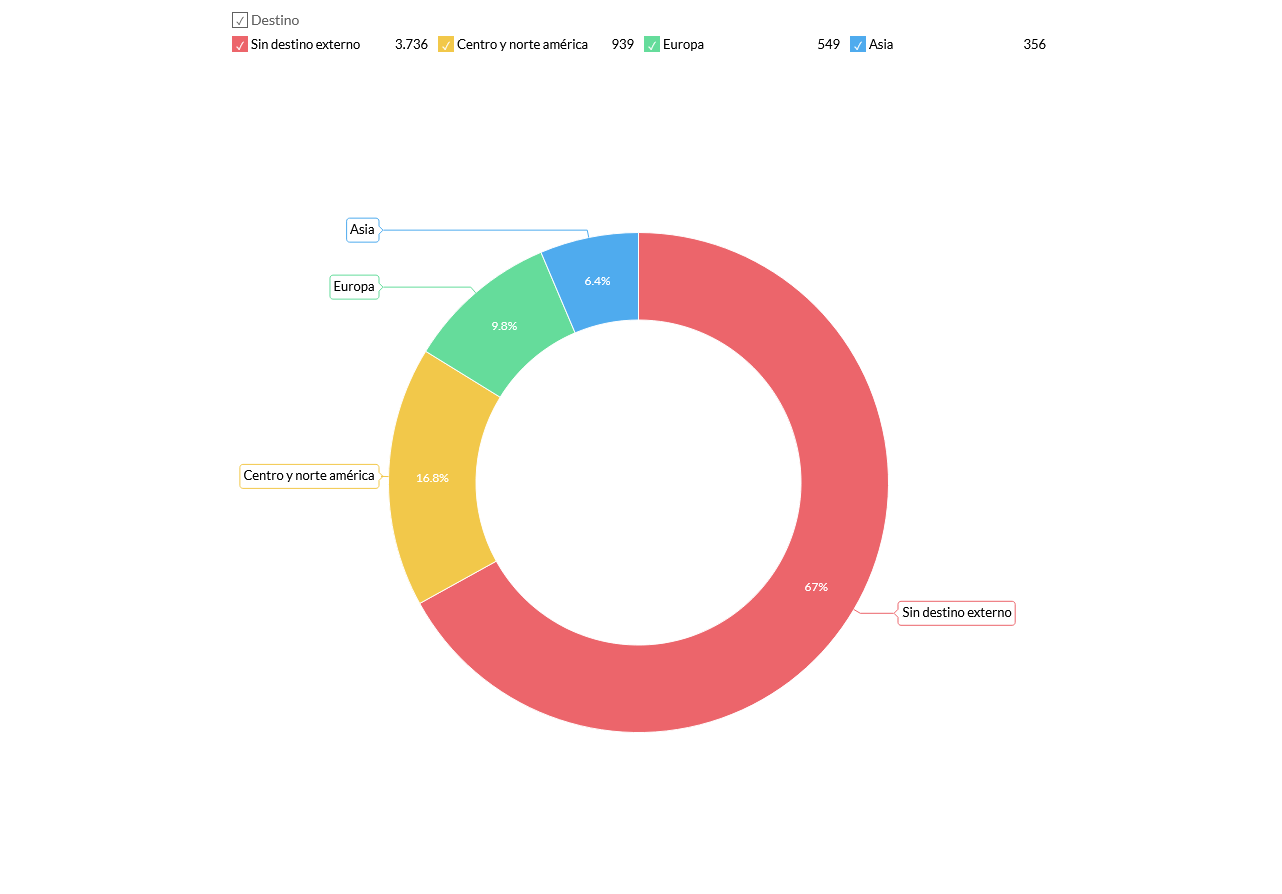 Destino
Sin destino externo 3.736 Centro y norte américa 939 Europa 549 Asia 356
Asia
6.4%
Europa
9.8%
Centro y norte américa
16.8%
67%
Sin destino externo